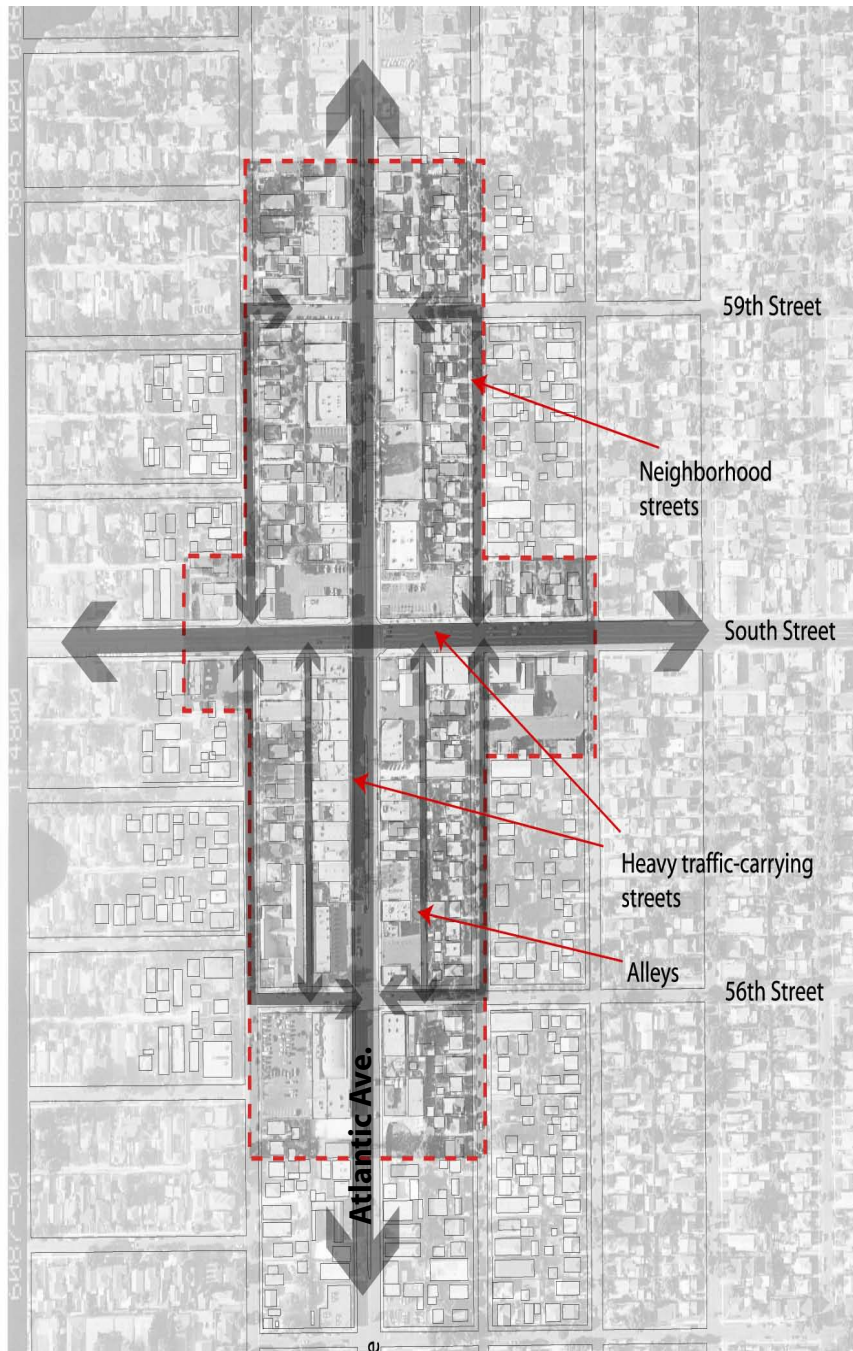 59th Street
Neighborhood
streets
South Street
Heavy traffic-carrying
streets
Alleys
56th Street
Atlantic Ave.
e